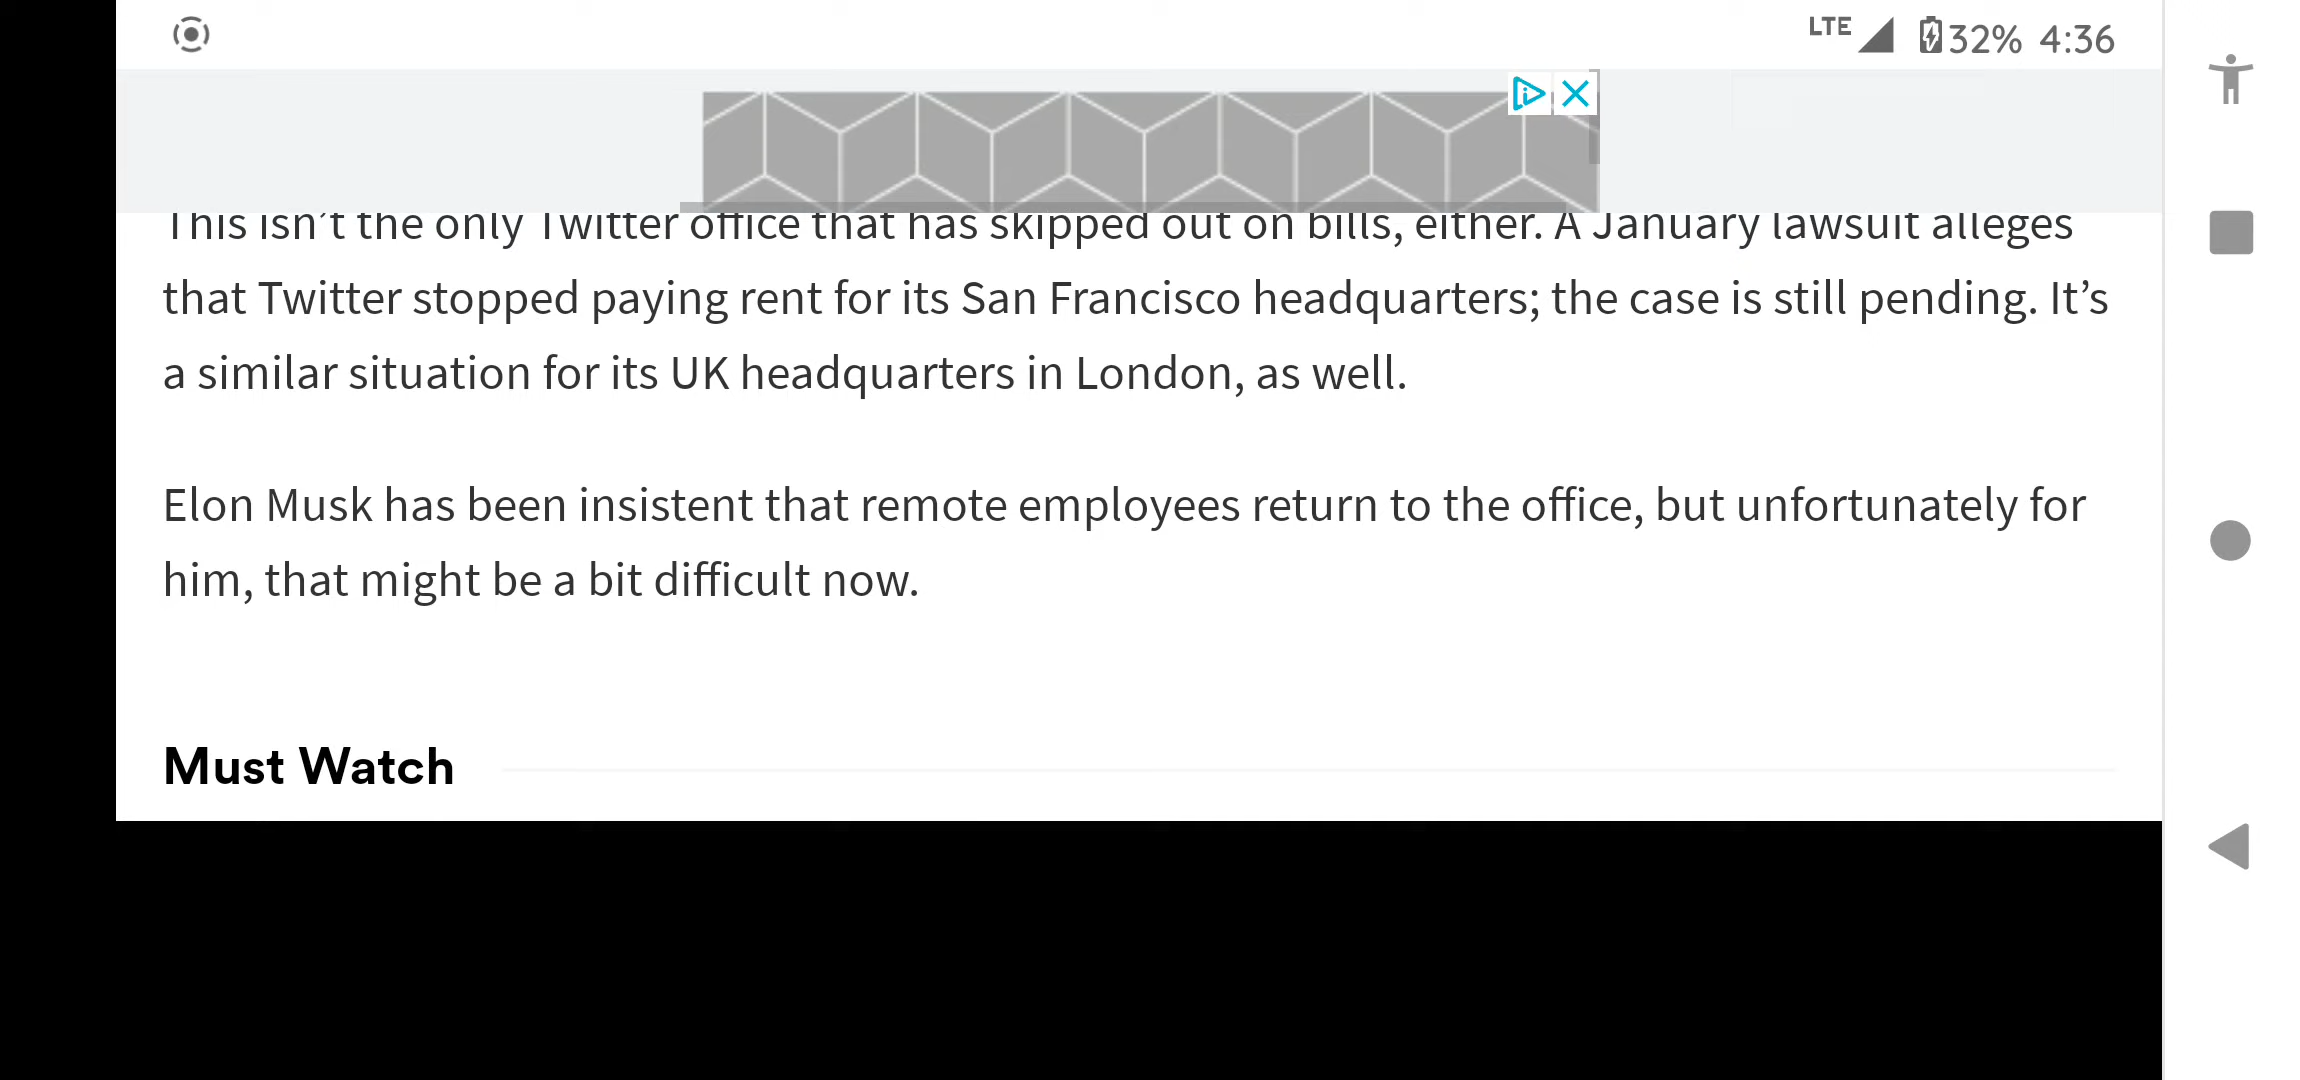 LTE 32% 4:36
This isn’t the only Twitter office that has skipped out on bills, either. A January lawsuit alleges
that Twitter stopped paying rent for its San Francisco headquarters; the case is still pending. It’s
a similar situation for its UK headquarters in London, as well.
Elon Musk has been insistent that remote employees return to the office, but unfortunately for
him, that might be a bit difficult now.
Must Watch